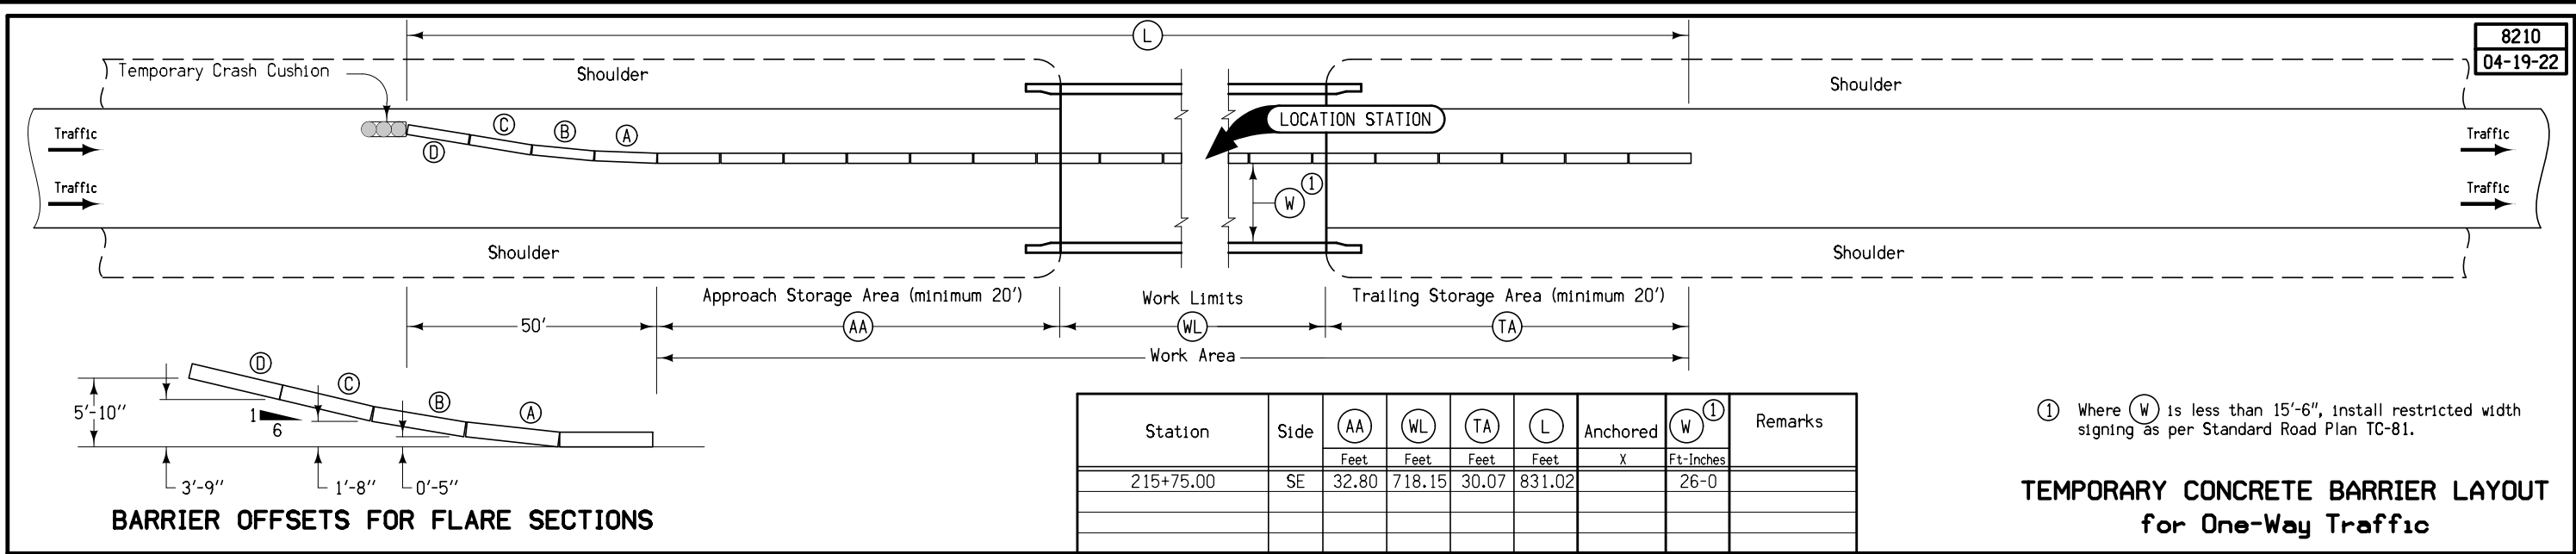 L
8210
04-19-22
Temporary Crash Cushion
Shoulder
Shoulder
LOCATION STATION
Traffic
Traffic
D
C
B
A
W
1
Traffic
Traffic
Shoulder
Shoulder
Approach Storage Area (minimum 20')
Work Limits
Trailing Storage Area (minimum 20')
50'
AA
WL
TA
Work Area
D
C
B
A
5'-10"
1
6
3'-9"
1'-8"
0'-5"
BARRIER OFFSETS FOR FLARE SECTIONS
Station Side AA WL TA L Anchored W 1 Remarks
Feet Feet Feet Feet X Ft-Inches
215+75.00 SE 32.80 718.15 30.07 831.02 26-0
1 Where W is less than 15'-6", install restricted width
signing as per Standard Road Plan TC-81.
TEMPORARY CONCRETE BARRIER LAYOUT
for One-Way Traffic